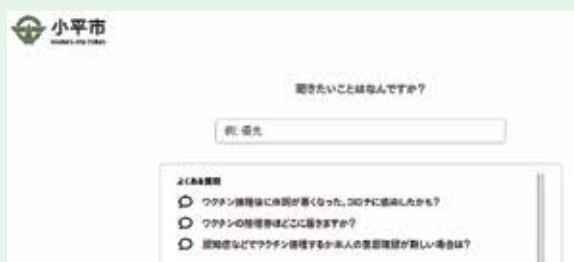 小平市
聞きたいことはなんですか?
例: 優先
よくある質問
ワクチン接種後に体調が悪くなった、コロナに感染したかも?
ワクチンの接種券はどこに届きますか?
認知症などでワクチン接種するか本人の意思確認が難しい場合は?